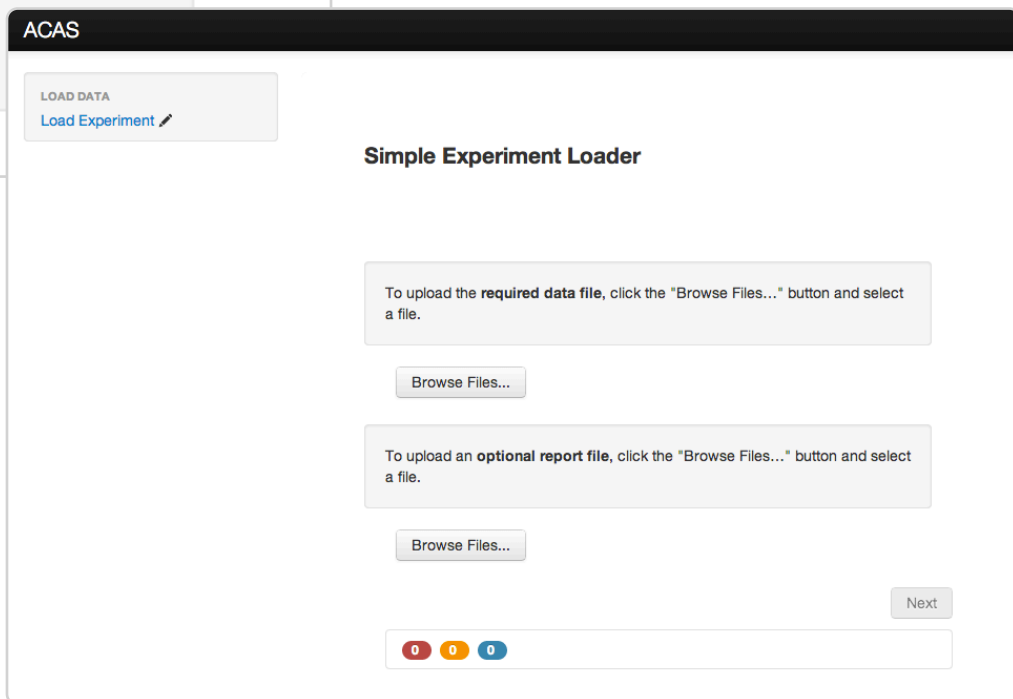 ACAS
LOAD DATA
Load Experiment
Simple Experiment Loader
To upload the required data file, click the "Browse Files..." button and select
a file.
Browse Files...
To upload an optional report file, click the "Browse Files..." button and select
a file.
Browse Files...
Next
0 0 0